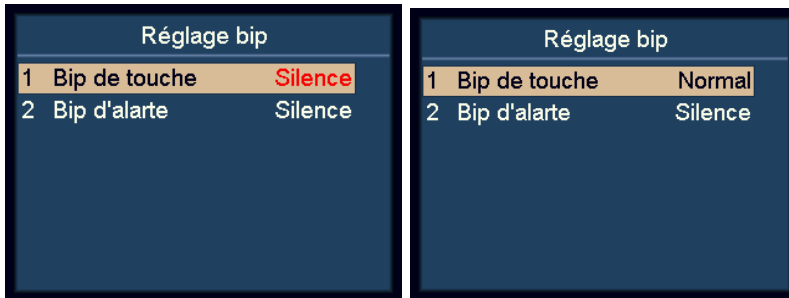 Réglage bip
1 Bip de touche Silence
2 Bip d'alarte Silence
Réglage bip
1 Bip de touche Normal
2 Bip d'alarte Silence